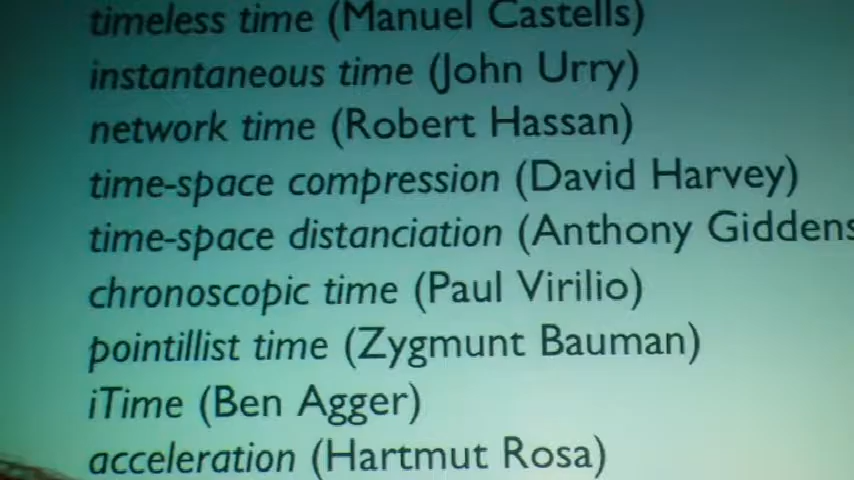 timeless time (Manuel Castells)
instantaneous time (John Urry)
network time (Robert Hassan)
time-space compression (David Harvey)
time-space distanciation (Anthony Giddens
chronoscopic time (Paul Virilio)
pointillist time (Zygmunt Bauman)
iTime (Ben Agger)
acceleration (Hartmut Rosa)